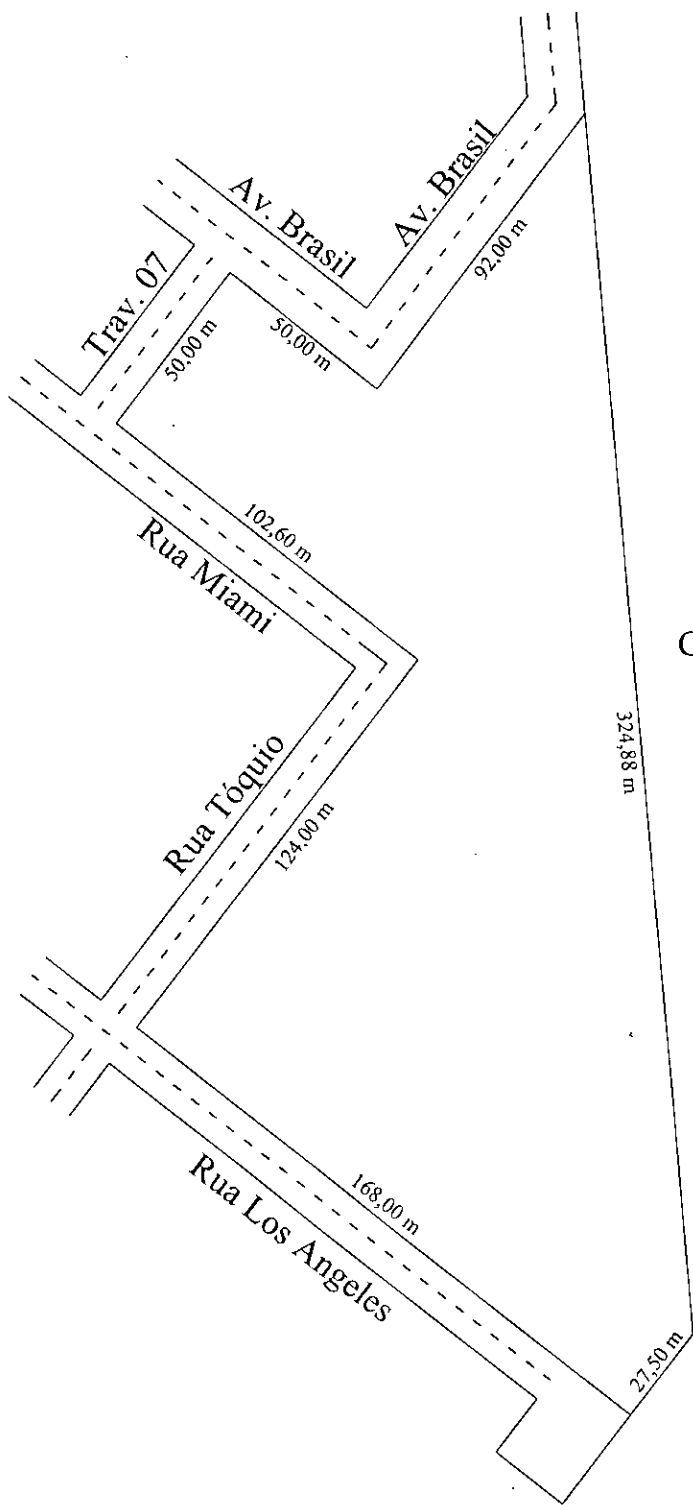 Av. Brasil
Av. Brasil
92,00 m
Trav. 07
50,00 m
50,00 m
102,60 m
Rua Miami
C
324,88 m
Rua Tóquio
124,00 m
168,00 m
Rua Los Angeles
27,50 m